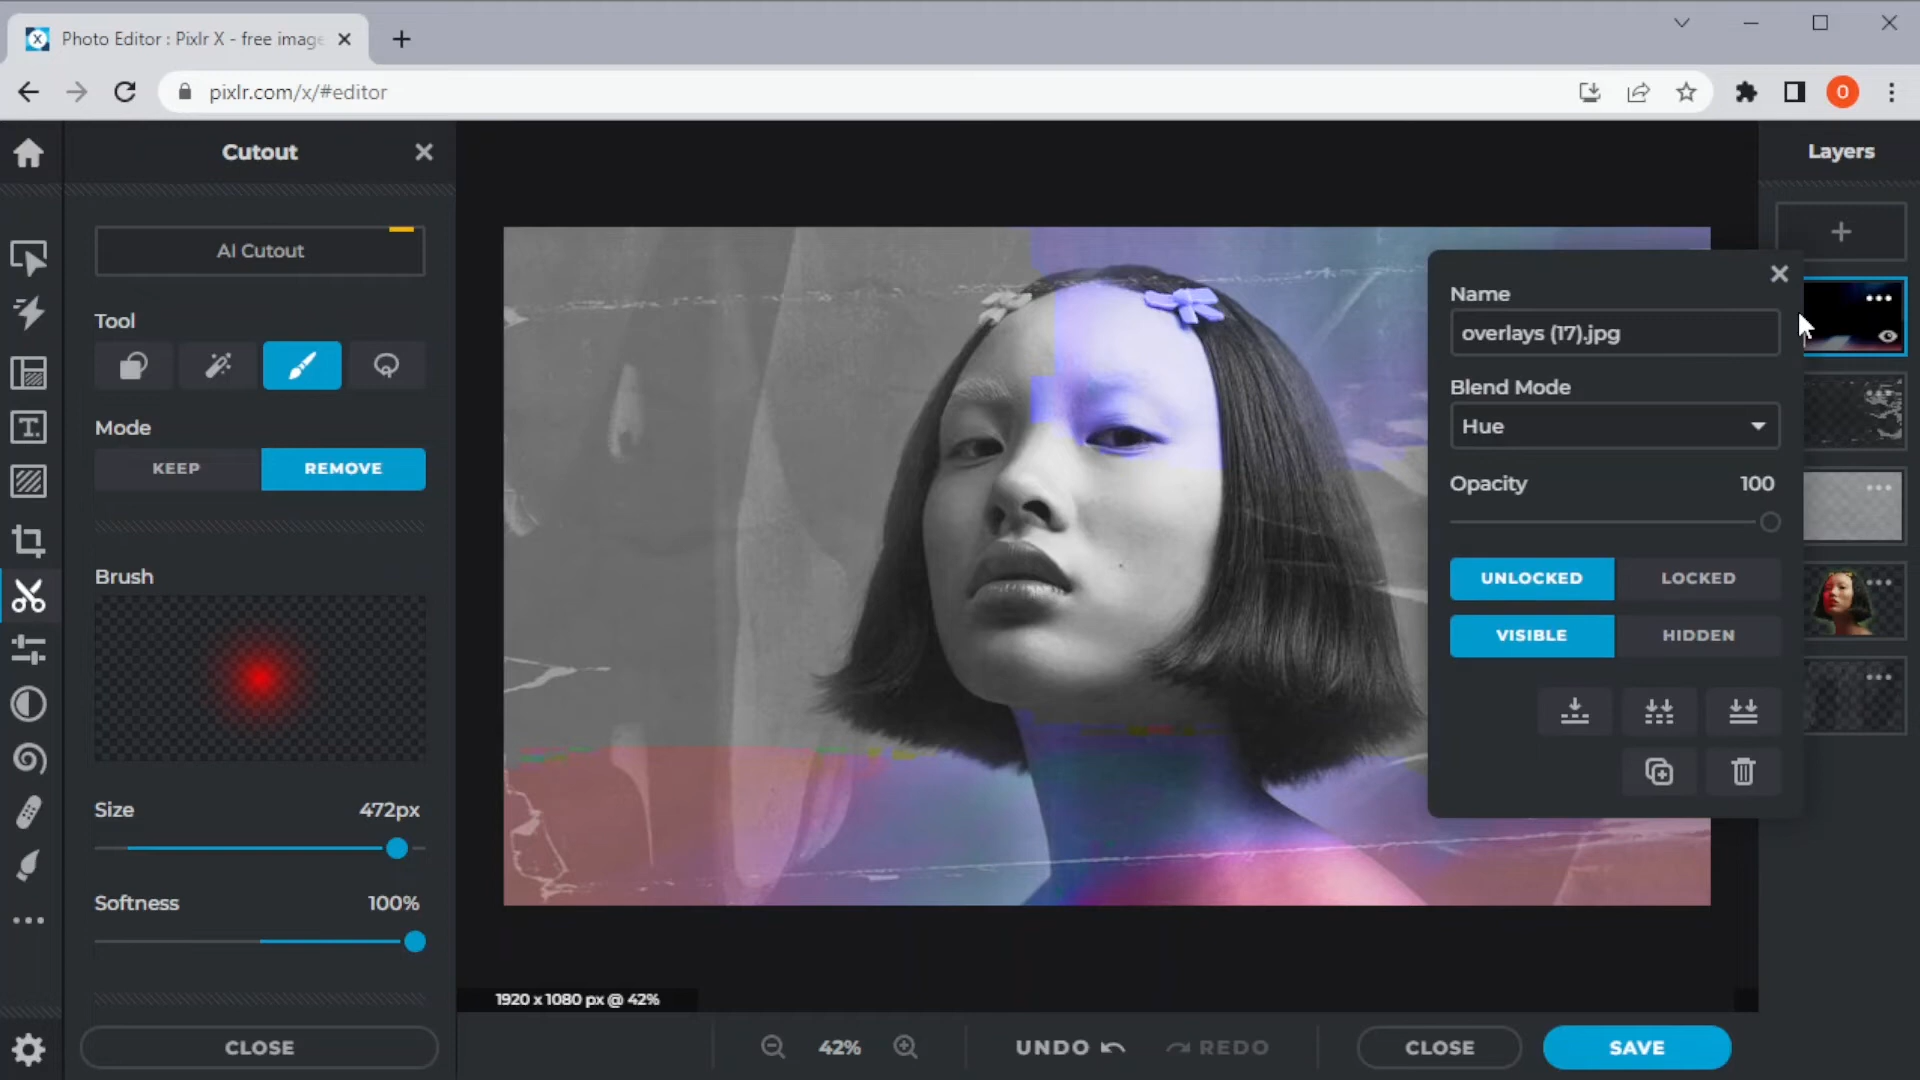 Photo Editor : Pixlr X - free image
pixlr.com/x/#editor
O
Cutout
Layers
AI Cutout
Name
overlays (17).jpg
Tool
Blend Mode
Hue
Mode
KEEP
REMOVE
Opacity
100
Brush
UNLOCKED
LOCKED
VISIBLE
HIDDEN
Size
472px
Softness
100%
1920 x 1080 px @ 42%
CLOSE
42%
UNDO
REDO
CLOSE
SAVE